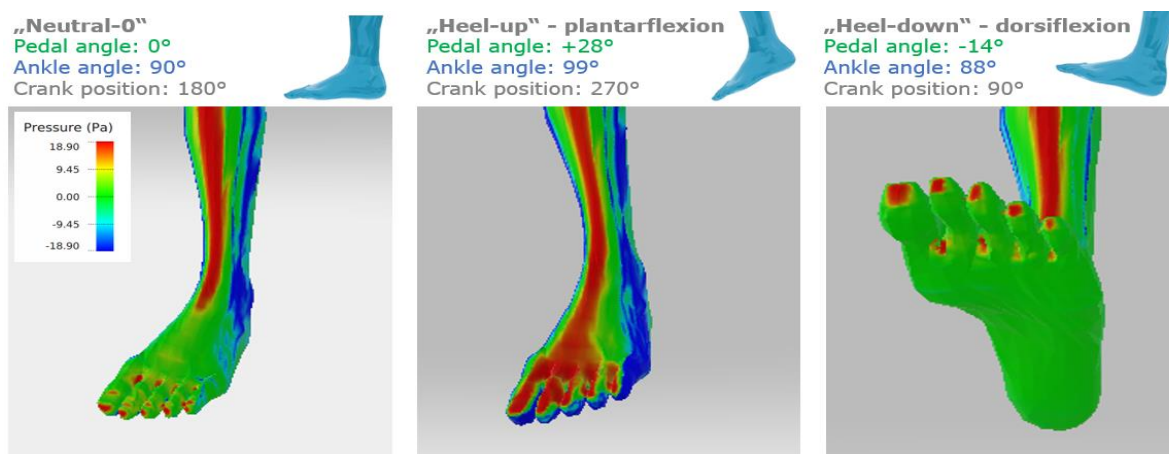 „Neutral-0“
Pedal angle: 0°
Ankle angle: 90°
Crank position: 180°
„Heel-up“ - plantarflexion
Pedal angle: +28°
Ankle angle: 99°
Crank position: 270°
„Heel-down“ - dorsiflexion
Pedal angle: -14°
Ankle angle: 88°
Crank position: 90°
Pressure (Pa)
18.90
9.45
0.00
-9.45
-18.90